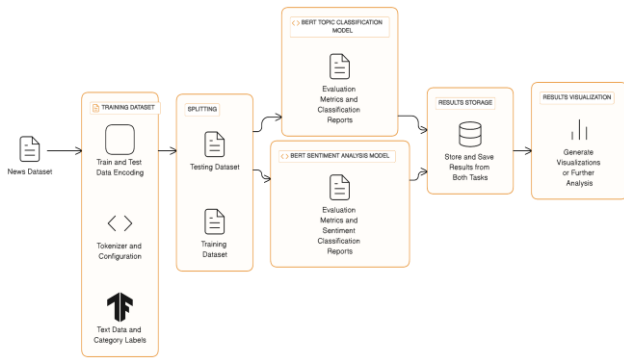 News Dataset
TRAINING DATASET
Train and Test
Data Encoding
Tokenizer and
Configuration
Text Data and
Category Labels
SPLITTING
Testing Dataset
Training
Dataset
BERT TOPIC CLASSIFICATION
MODEL
Evaluation
Metrics and
Classification
Reports
BERT SENTIMENT ANALYSIS MODEL
Evaluation
Metrics and
Sentiment
Classification
Reports
RESULTS STORAGE
Store and Save
Results from
Both Tasks
RESULTS VISUALIZATION
Generate
Visualizations
or Further
Analysis